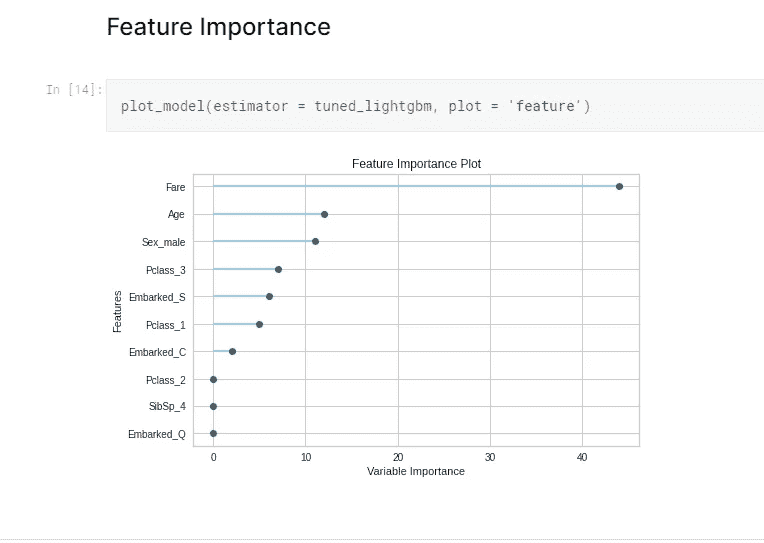 Feature Importance
In [14]:
plot_model(estimator = tuned_lightgbm, plot = 'feature')
Feature Importance Plot
Fare
Age
Sex_male
Pclass_3
Embarked_S
Pclass_1
Embarked_C
Pclass_2
SibSp_4
Embarked_Q
Features
0 10 20 30 40
Variable Importance